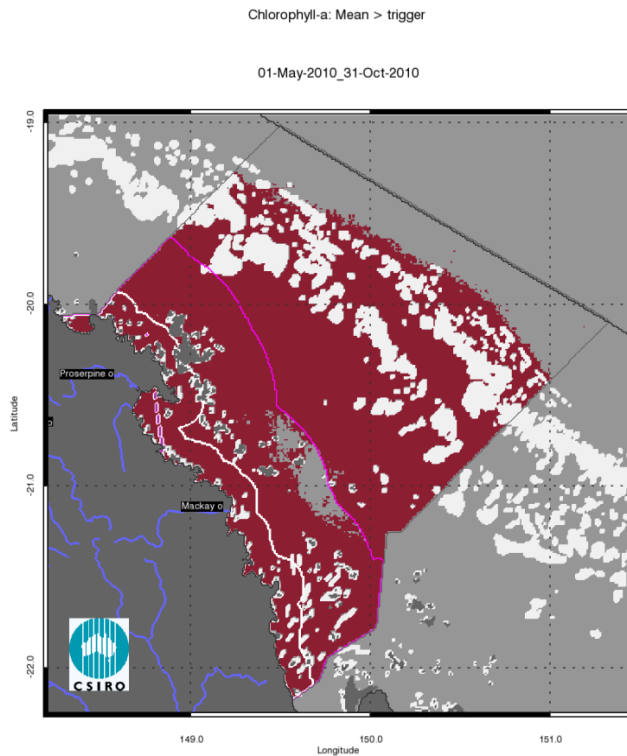 Chlorophyll-a: Mean > trigger
01-May-2010_31-Oct-2010
-19.0
-20.0
Proserpine o
o
Latitude
-21.0
Mackay o
-22.0
CSIRO
149.0
150.0
151.0
Longitude